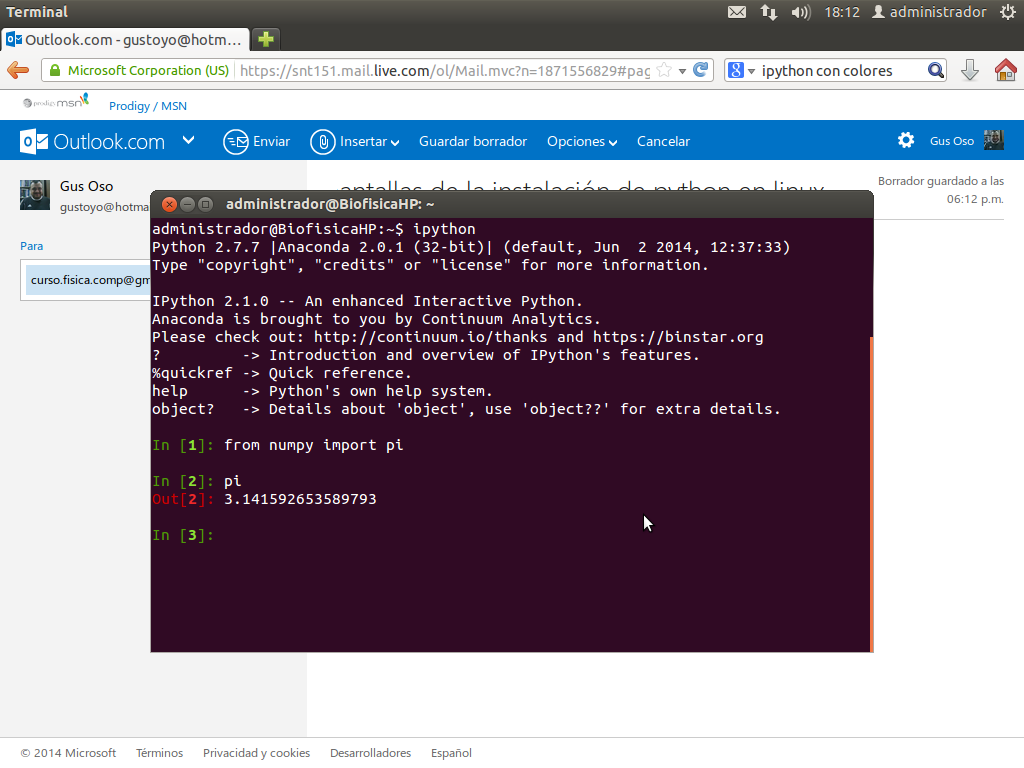 Terminal
18:12 administrador
Outlook.com - gustoyo@hotm...
Microsoft Corporation (US) https://snt151.mail.live.com/ol/Mail.mvc?n=1871556829#pag
ipython con colores
prodigy msn Prodigy / MSN
Outlook.com Enviar Insertar Guardar borrador Opciones Cancelar Gus Oso
Gus Oso
gustoyo@hotma
antallas de la instalación de python en linux
Borrador guardado a las
06:12 p.m.
Para
curso.fisica.comp@gm
administrador@BiofisicaHP: ~
administrador@BiofisicaHP:~$ ipython
Python 2.7.7 |Anaconda 2.0.1 (32-bit)| (default, Jun  2 2014, 12:37:33)
Type "copyright", "credits" or "license" for more information.
IPython 2.1.0 -- An enhanced Interactive Python.
Anaconda is brought to you by Continuum Analytics.
Please check out: http://continuum.io/thanks and https://binstar.org
?         -> Introduction and overview of IPython's features.
%quickref -> Quick reference.
help      -> Python's own help system.
object?   -> Details about 'object', use 'object??' for extra details.
In [1]: from numpy import pi
In [2]: pi
Out[2]: 3.141592653589793
In [3]:
© 2014 Microsoft Términos Privacidad y cookies Desarrolladores Español